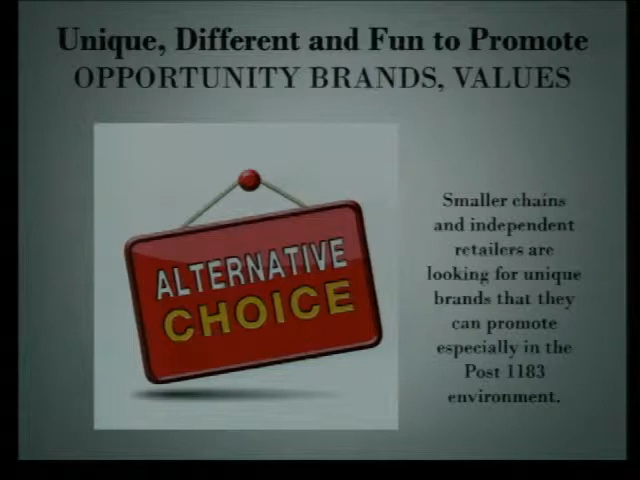 Unique, Different and Fun to Promote
OPPORTUNITY BRANDS, VALUES
ALTERNATIVE
CHOICE
Smaller chains
and independent
retailers are
looking for unique
brands that they
can promote
especially in the
Post 1183
environment.